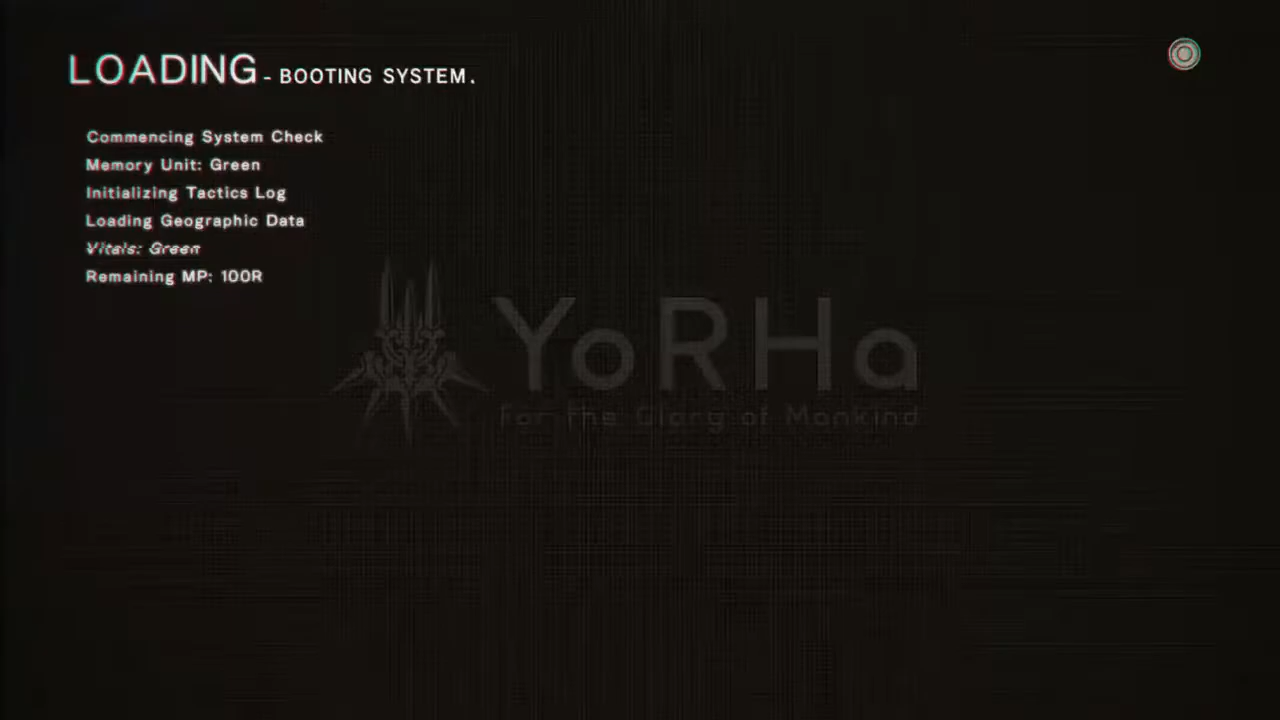 LOADING - BOOTING SYSTEM.
Commencing System Check
Memory Unit: Green
Initializing Tactics Log
Loading Geographic Data
Vitals: Green
Remaining MP: 100R
YoRHa
For the Glory of Mankind